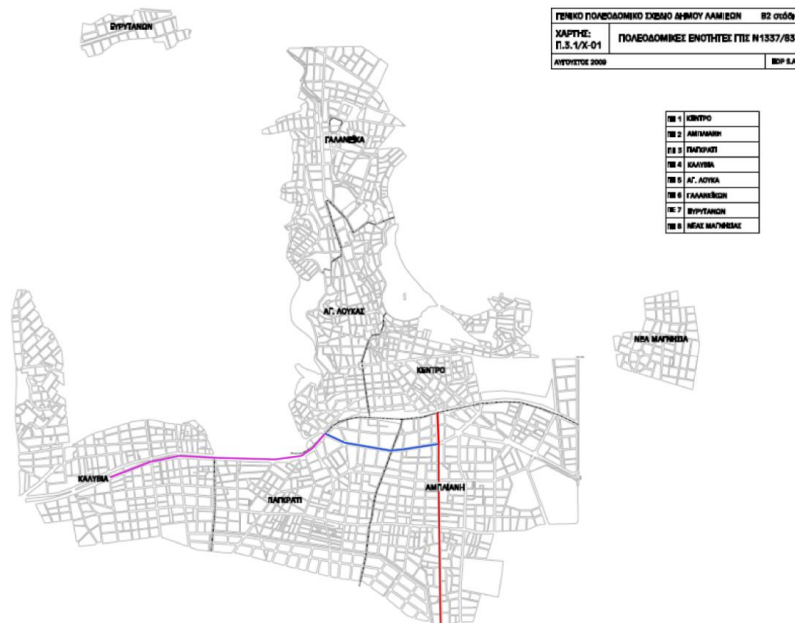 ΓΕΝΙΚΟ ΠΟΛΕΟΔΟΜΙΚΟ ΣΧΕΔΙΟ ΔΗΜΟΥ ΛΑΜΙΕΩΝ Β2 στάδιο
ΧΑΡΤΗΣ:
Π.3.1/Χ-01
ΠΟΛΕΟΔΟΜΙΚΕΣ ΕΝΟΤΗΤΕΣ ΓΠΣ Ν1337/83
ΑΥΓΟΥΣΤΟΣ 2009
ΕΥΡΥΤΑΝΩΝ
ΠΕ 1 ΚΕΝΤΡΟ
ΠΕ 2 ΑΜΠΛΙΑΝΗ
ΠΕ 3 ΠΑΓΚΡΑΤΙ
ΠΕ 4 ΚΑΛΥΒΙΑ
ΠΕ 5 ΑΓ. ΛΟΥΚΑ
ΠΕ 6 ΓΑΛΑΝΕΪΚΩΝ
ΠΕ 7 ΕΥΡΥΤΑΝΩΝ
ΠΕ 8 ΝΕΑΣ ΜΑΓΝΗΣΙΑΣ
ΓΑΛΑΝΕΪΚΑ
ΑΓ. ΛΟΥΚΑΣ
ΝΕΑ ΜΑΓΝΗΣΙΑ
ΚΕΝΤΡΟ
ΚΑΛΥΒΙΑ
ΑΜΠΛΙΑΝΗ
ΠΑΓΚΡΑΤΙ